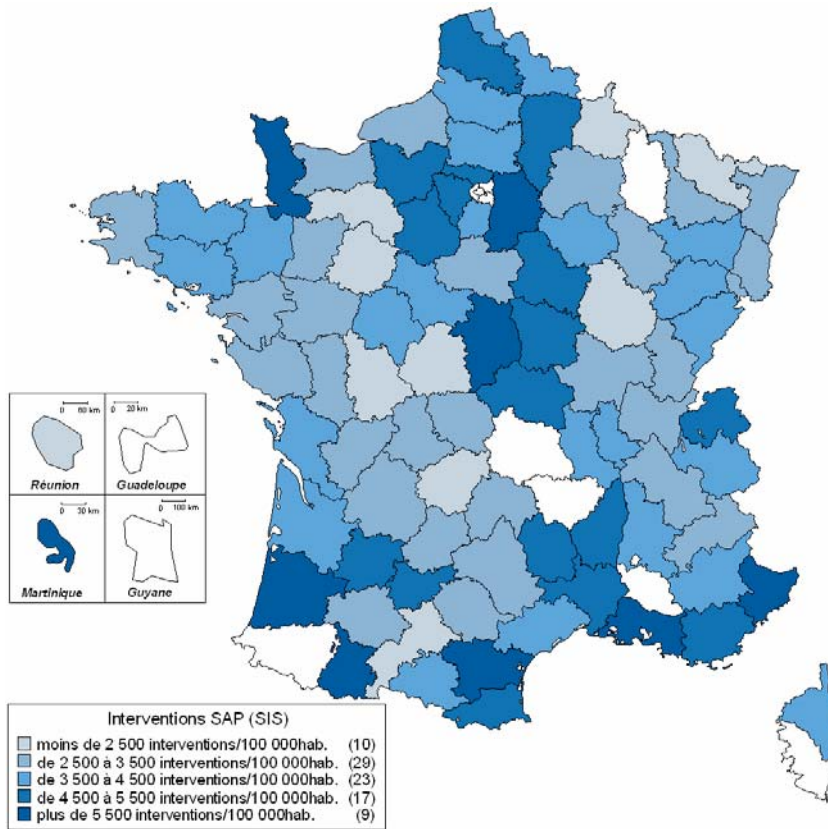 0 60 km
0 20 km
Réunion
Guadeloupe
0 30 km
0 100 km
Martinique
Guyane
Interventions SAP (SIS)
moins de 2 500 interventions/100 000hab. (10)
de 2 500 à 3 500 interventions/100 000hab. (29)
de 3 500 à 4 500 interventions/100 000hab. (23)
de 4 500 à 5 500 interventions/100 000hab. (17)
plus de 5 500 interventions/100 000hab. (9)